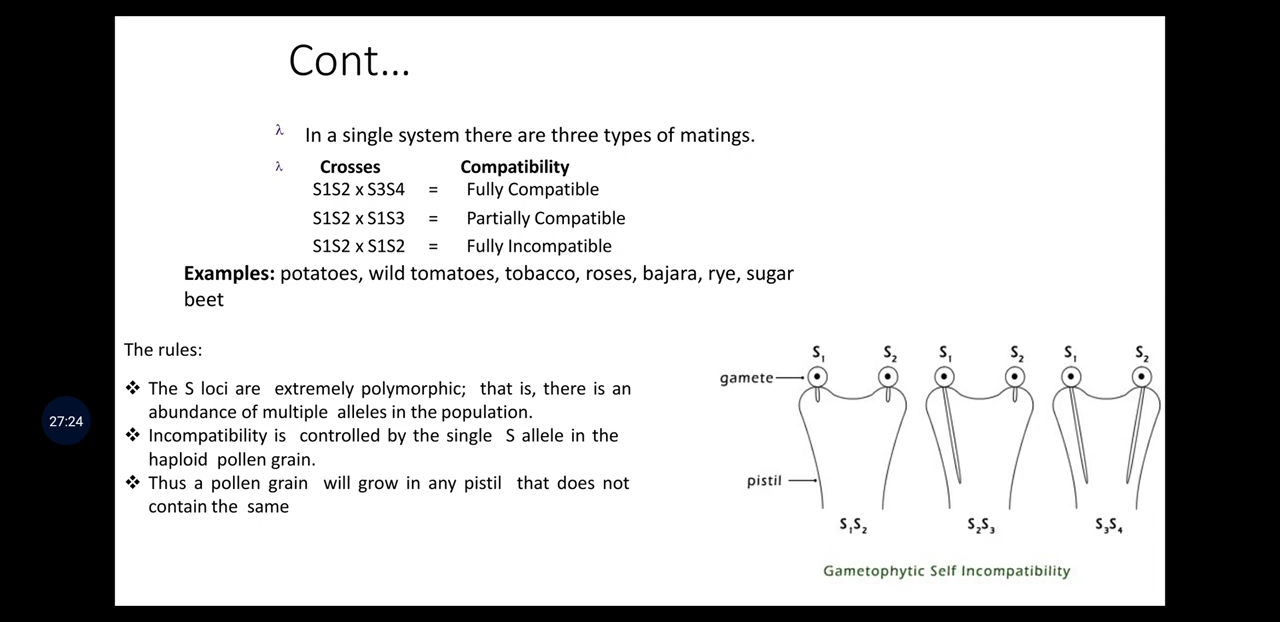 Cont...
λ In a single system there are three types of matings.
λ Crosses Compatibility
S1S2 x S3S4 = Fully Compatible
S1S2 x S1S3 = Partially Compatible
S1S2 x S1S2 = Fully Incompatible
Examples: potatoes, wild tomatoes, tobacco, roses, bajara, rye, sugar
beet
The rules:
❖ The S loci are extremely polymorphic; that is, there is an
abundance of multiple alleles in the population.
❖ Incompatibility is controlled by the single S allele in the
haploid pollen grain.
❖ Thus a pollen grain will grow in any pistil that does not
contain the same
27:24
S₁ S₂ S₁ S₂ S₁ S₂
gamete
pistil
S₁S₂ S₂S₃ S₃S₄
Gametophytic Self Incompatibility